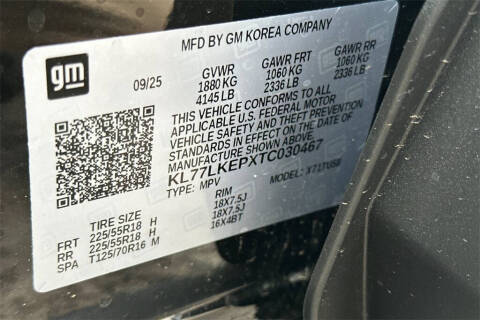 MFD BY GM KOREA COMPANY
gm
09/25
GVWR GAWR FRT GAWR RR
1880 KG 1060 KG 1060 KG
4145 LB 2336 LB 2336 LB
THIS VEHICLE CONFORMS TO ALL
APPLICABLE U.S. FEDERAL MOTOR
VEHICLE SAFETY AND THEFT PREVENTION
STANDARDS IN EFFECT ON THE DATE OF
MANUFACTURE SHOWN ABOVE.
KL77LKEPXTC030467
TYPE: MPV MODEL:
TIRE SIZE RIM
FRT 225/55R18 H 18X7.5J
RR 225/55R18 H 18X7.5J
SPA T125/70R16 M 16X4BT